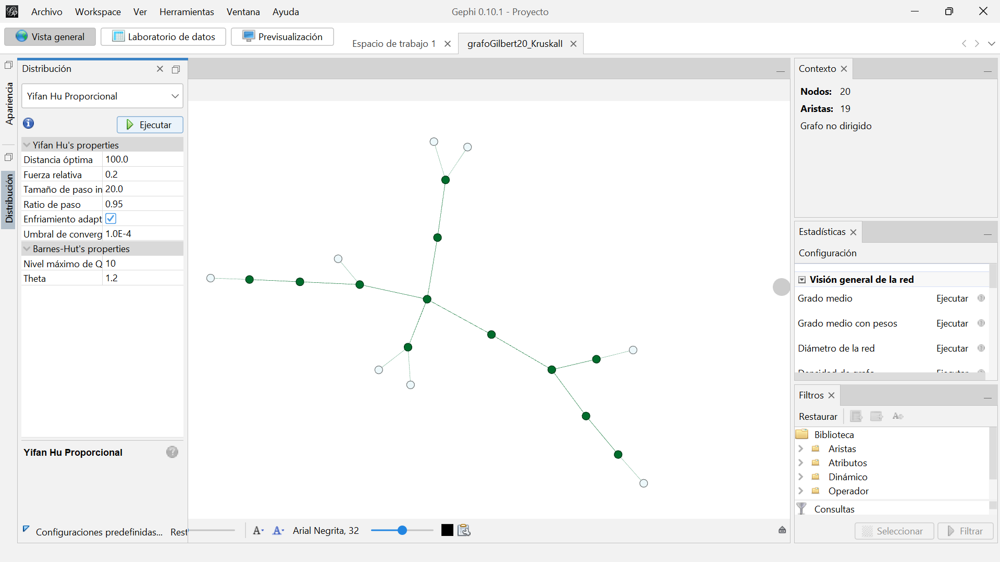 Archivo Workspace Ver Herramientas Ventana Ayuda Gephi 0.10.1 - Proyecto
Vista general Laboratorio de datos Previsualización Espacio de trabajo 1 grafoGilbert20_Kruskall
Apariencia
Distribución
Distribución
Yifan Hu Proporcional
Ejecutar
Yifan Hu's properties
Distancia óptima 100.0
Fuerza relativa 0.2
Tamaño de paso in 20.0
Ratio de paso 0.95
Enfriamiento adapt
Umbral de converg 1.0E-4
Barnes-Hut's properties
Nivel máximo de Q 10
Theta 1.2
Yifan Hu Proporcional
Configuraciones predefinidas... Rest
Arial Negrita, 32
Contexto
Nodos: 20
Aristas: 19
Grafo no dirigido
Estadísticas
Configuración
Visión general de la red
Grado medio Ejecutar
Grado medio con pesos Ejecutar
Diámetro de la red Ejecutar
Densidad de grafo Ejecutar
Filtros
Restaurar
Biblioteca
Aristas
Atributos
Dinámico
Operador
Consultas
Seleccionar Filtrar